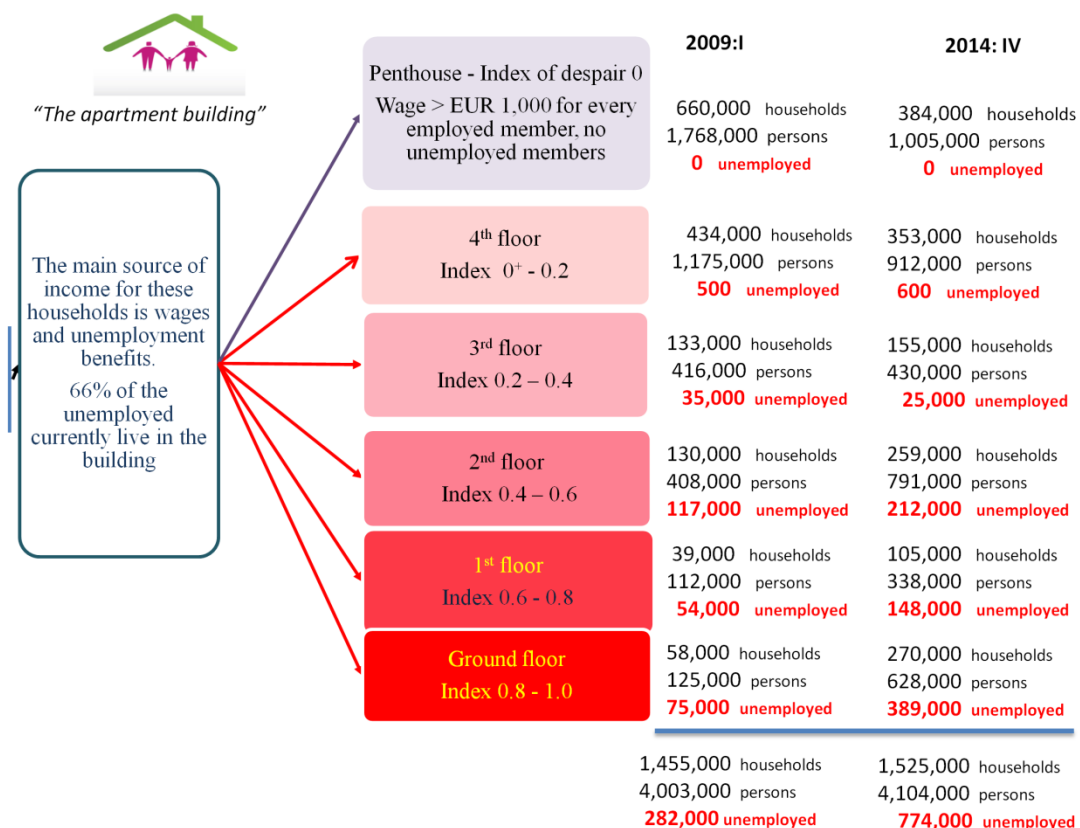 “The apartment building”
The main source of
income for these
households is wages
and unemployment
benefits.
66% of the
unemployed
currently live in the
building
Penthouse - Index of despair 0
Wage > EUR 1,000 for every
employed member, no
unemployed members
4th floor
Index 0+ - 0.2
3rd floor
Index 0.2 – 0.4
2nd floor
Index 0.4 – 0.6
1st floor
Index 0.6 - 0.8
Ground floor
Index 0.8 - 1.0
2009:I
660,000 households
1,768,000 persons
0 unemployed
434,000 households
1,175,000 persons
500 unemployed
133,000 households
416,000 persons
35,000 unemployed
130,000 households
408,000 persons
117,000 unemployed
39,000 households
112,000 persons
54,000 unemployed
58,000 households
125,000 persons
75,000 unemployed
1,455,000 households
4,003,000 persons
282,000 unemployed
2014: IV
384,000 households
1,005,000 persons
0 unemployed
353,000 households
912,000 persons
600 unemployed
155,000 households
430,000 persons
25,000 unemployed
259,000 households
791,000 persons
212,000 unemployed
105,000 households
338,000 persons
148,000 unemployed
270,000 households
628,000 persons
389,000 unemployed
1,525,000 households
4,104,000 persons
774,000 unemployed